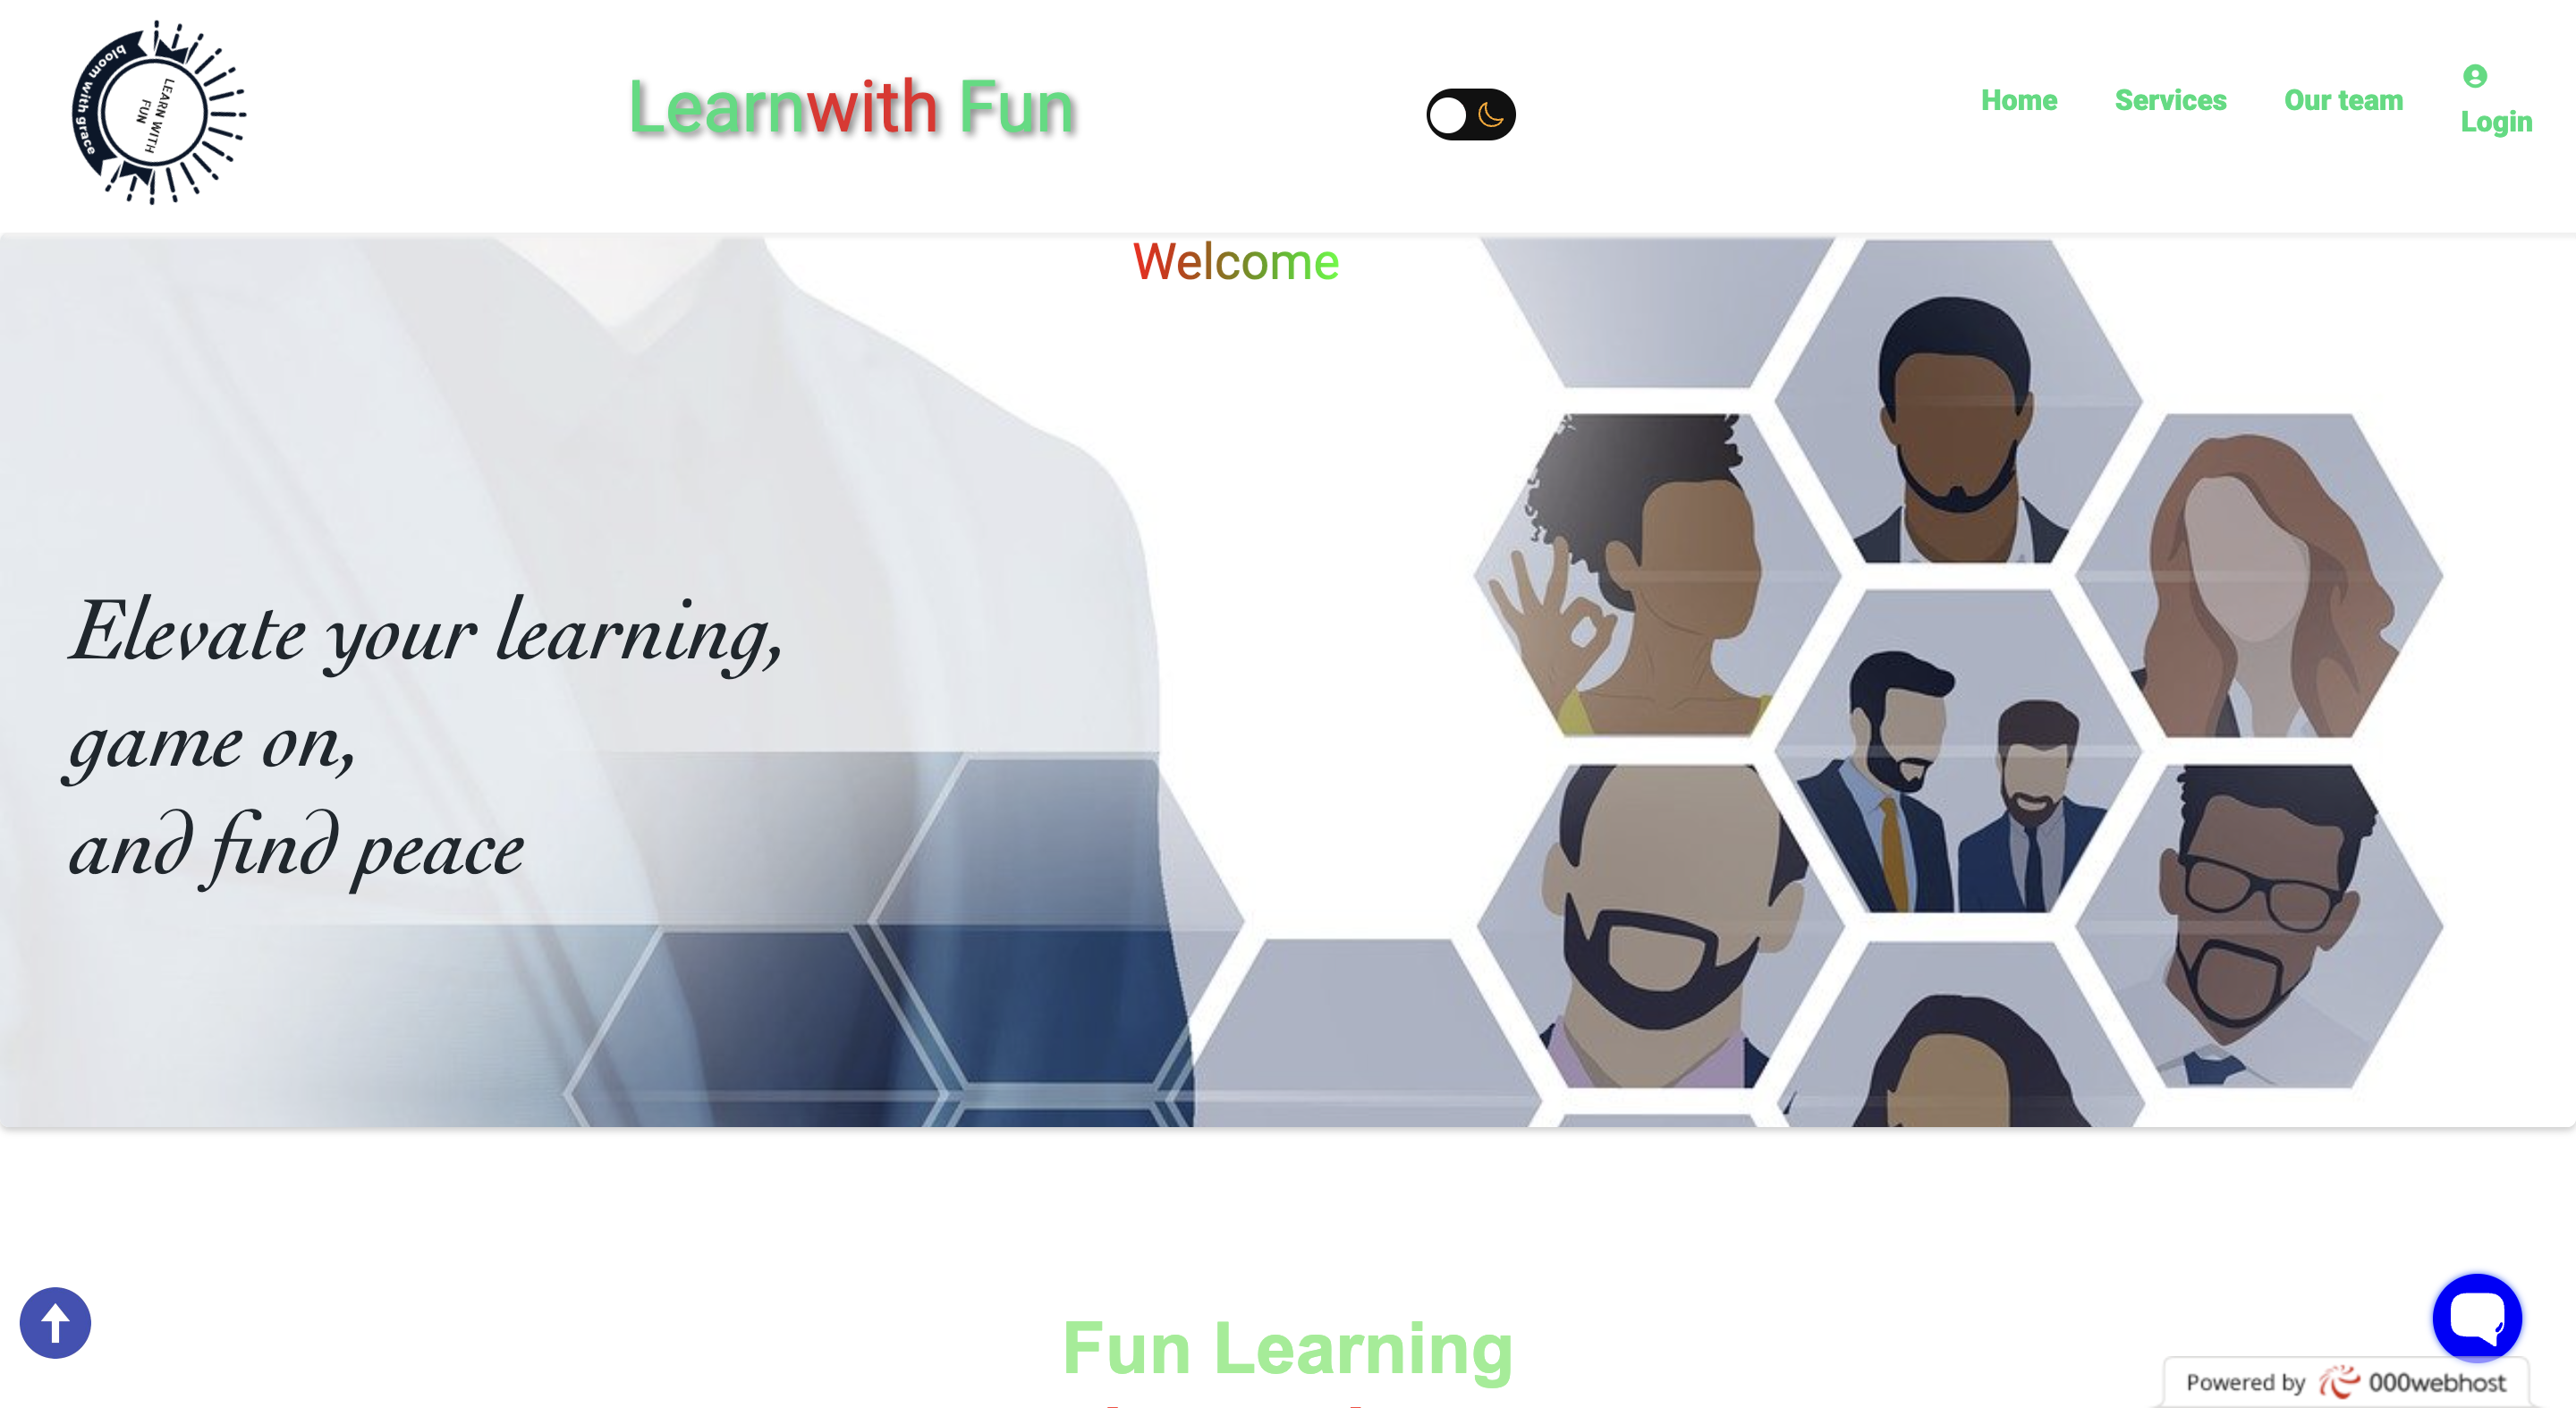 bloom with grace
LEARN WITH
FUN
Learnwith Fun
Home
Services
Our team
Login
Welcome
Elevate your learning,
game on,
and find peace
Fun Learning
Powered by 000webhost